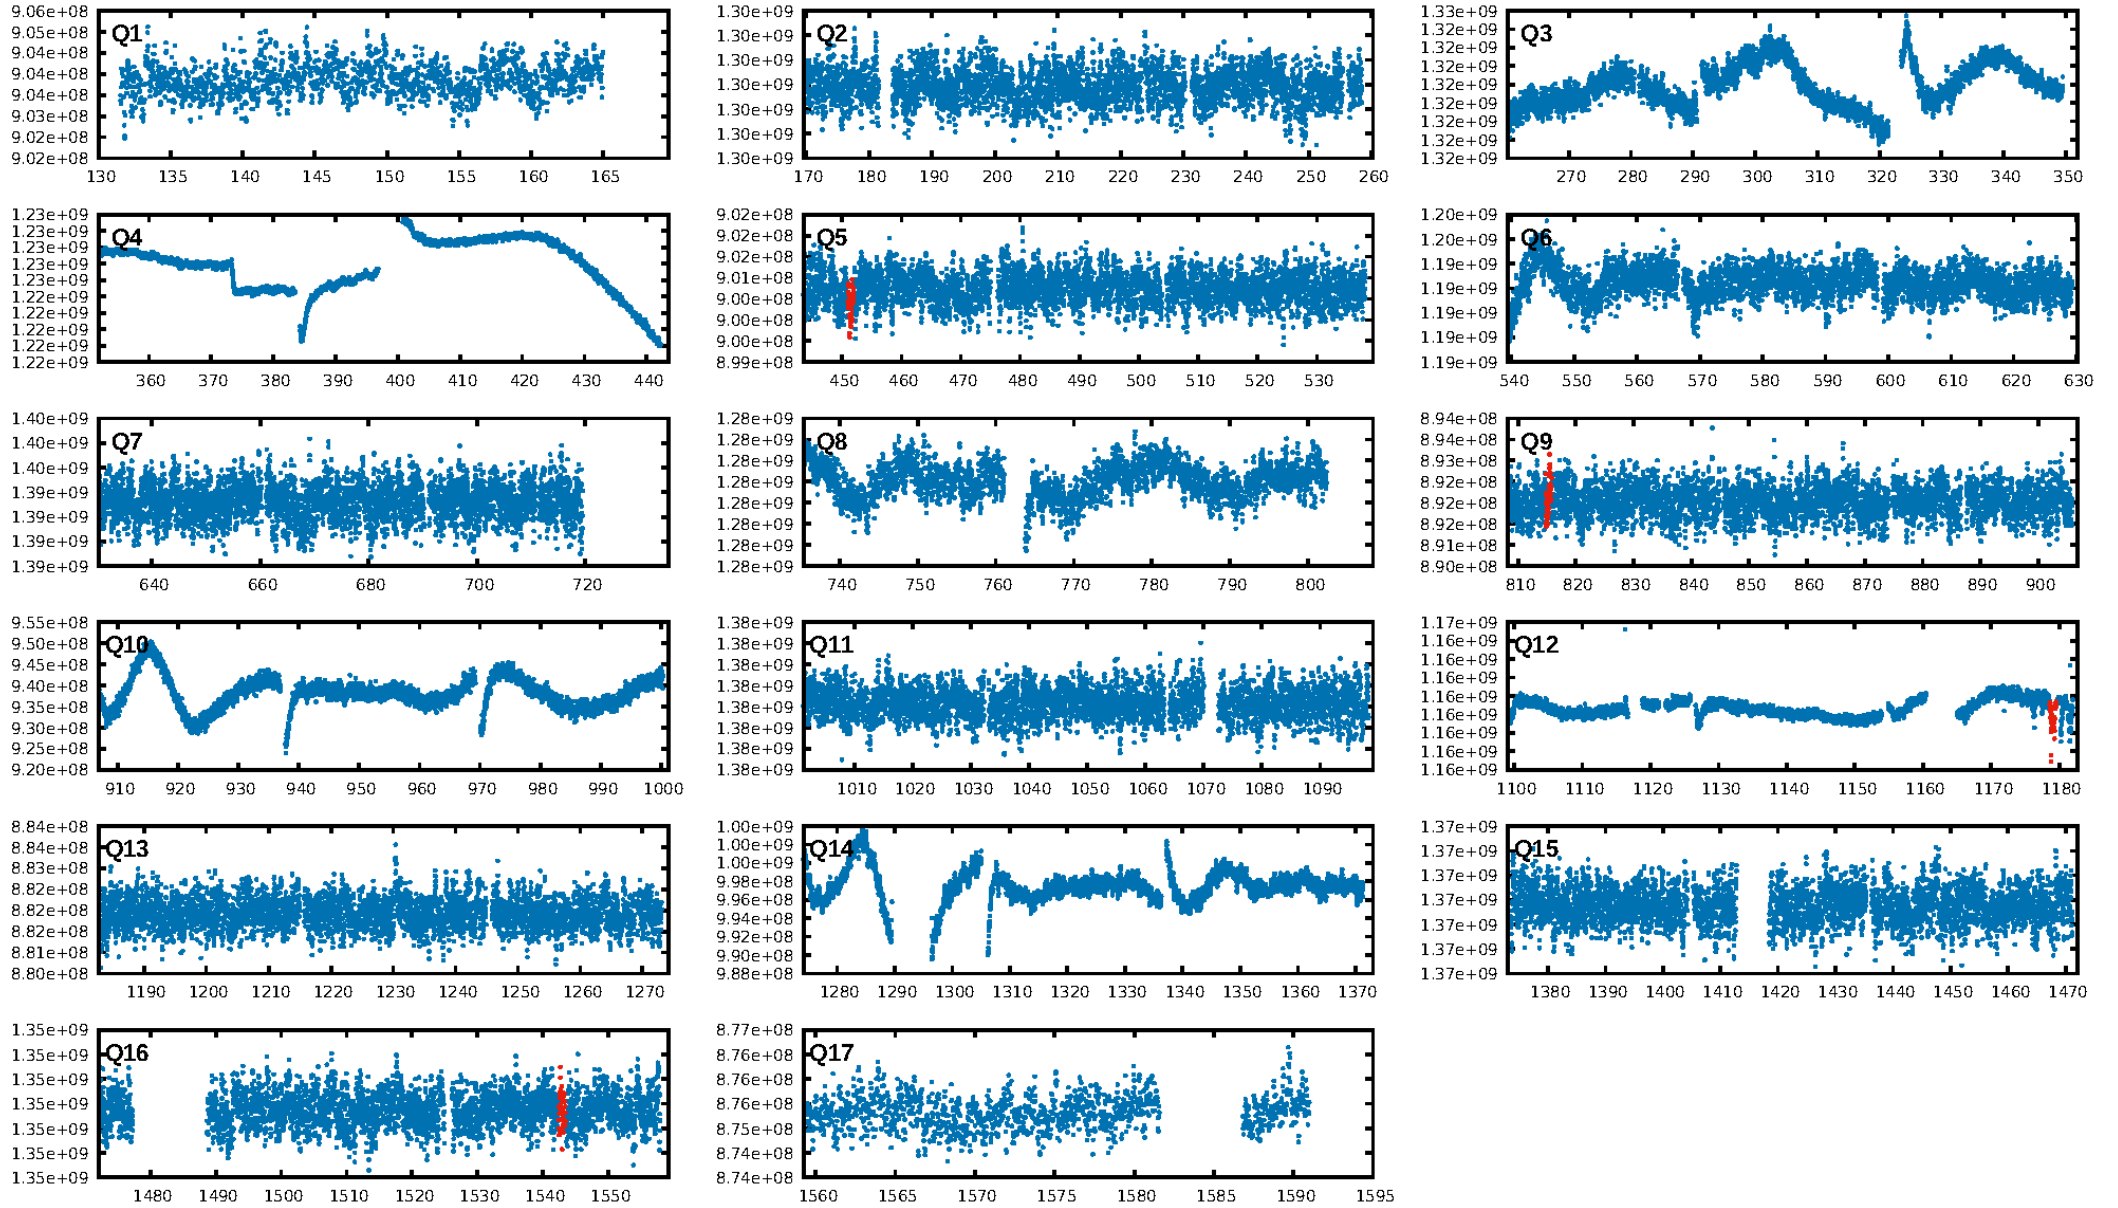 Q1
9.06e+08
9.05e+08
9.04e+08
9.04e+08
9.04e+08
9.03e+08
9.02e+08
9.02e+08
130 135 140 145 150 155 160 165
Q2
1.30e+09
1.30e+09
1.30e+09
1.30e+09
1.30e+09
1.30e+09
1.30e+09
170 180 190 200 210 220 230 240 250 260
Q3
1.33e+09
1.32e+09
1.32e+09
1.32e+09
1.32e+09
1.32e+09
1.32e+09
1.32e+09
1.32e+09
270 280 290 300 310 320 330 340 350
Q4
1.23e+09
1.23e+09
1.23e+09
1.23e+09
1.23e+09
1.22e+09
1.22e+09
1.22e+09
1.22e+09
1.22e+09
360 370 380 390 400 410 420 430 440
Q5
9.02e+08
9.02e+08
9.02e+08
9.01e+08
9.00e+08
9.00e+08
9.00e+08
8.99e+08
450 460 470 480 490 500 510 520 530
Q6
1.20e+09
1.20e+09
1.19e+09
1.19e+09
1.19e+09
1.19e+09
1.19e+09
540 550 560 570 580 590 600 610 620 630
Q7
1.40e+09
1.40e+09
1.40e+09
1.39e+09
1.39e+09
1.39e+09
1.39e+09
640 660 680 700 720
Q8
1.28e+09
1.28e+09
1.28e+09
1.28e+09
1.28e+09
1.28e+09
1.28e+09
1.28e+09
740 750 760 770 780 790 800
Q9
8.94e+08
8.94e+08
8.93e+08
8.92e+08
8.92e+08
8.92e+08
8.91e+08
8.90e+08
810 820 830 840 850 860 870 880 890 900
Q10
9.55e+08
9.50e+08
9.45e+08
9.40e+08
9.35e+08
9.30e+08
9.25e+08
9.20e+08
910 920 930 940 950 960 970 980 990 1000
Q11
1.38e+09
1.38e+09
1.38e+09
1.38e+09
1.38e+09
1.38e+09
1.38e+09
1.38e+09
1010 1020 1030 1040 1050 1060 1070 1080 1090
Q12
1.17e+09
1.16e+09
1.16e+09
1.16e+09
1.16e+09
1.16e+09
1.16e+09
1.16e+09
1.16e+09
1100 1110 1120 1130 1140 1150 1160 1170 1180
Q13
8.84e+08
8.84e+08
8.83e+08
8.82e+08
8.82e+08
8.82e+08
8.81e+08
8.80e+08
1190 1200 1210 1220 1230 1240 1250 1260 1270
Q14
1.00e+09
1.00e+09
1.00e+09
9.98e+08
9.96e+08
9.94e+08
9.92e+08
9.90e+08
9.88e+08
1280 1290 1300 1310 1320 1330 1340 1350 1360 1370
Q15
1.37e+09
1.37e+09
1.37e+09
1.37e+09
1.37e+09
1.37e+09
1.37e+09
1380 1390 1400 1410 1420 1430 1440 1450 1460 1470
Q16
1.35e+09
1.35e+09
1.35e+09
1.35e+09
1.35e+09
1.35e+09
1.35e+09
1480 1490 1500 1510 1520 1530 1540 1550
Q17
8.77e+08
8.76e+08
8.76e+08
8.76e+08
8.75e+08
8.74e+08
8.74e+08
1560 1565 1570 1575 1580 1585 1590 1595